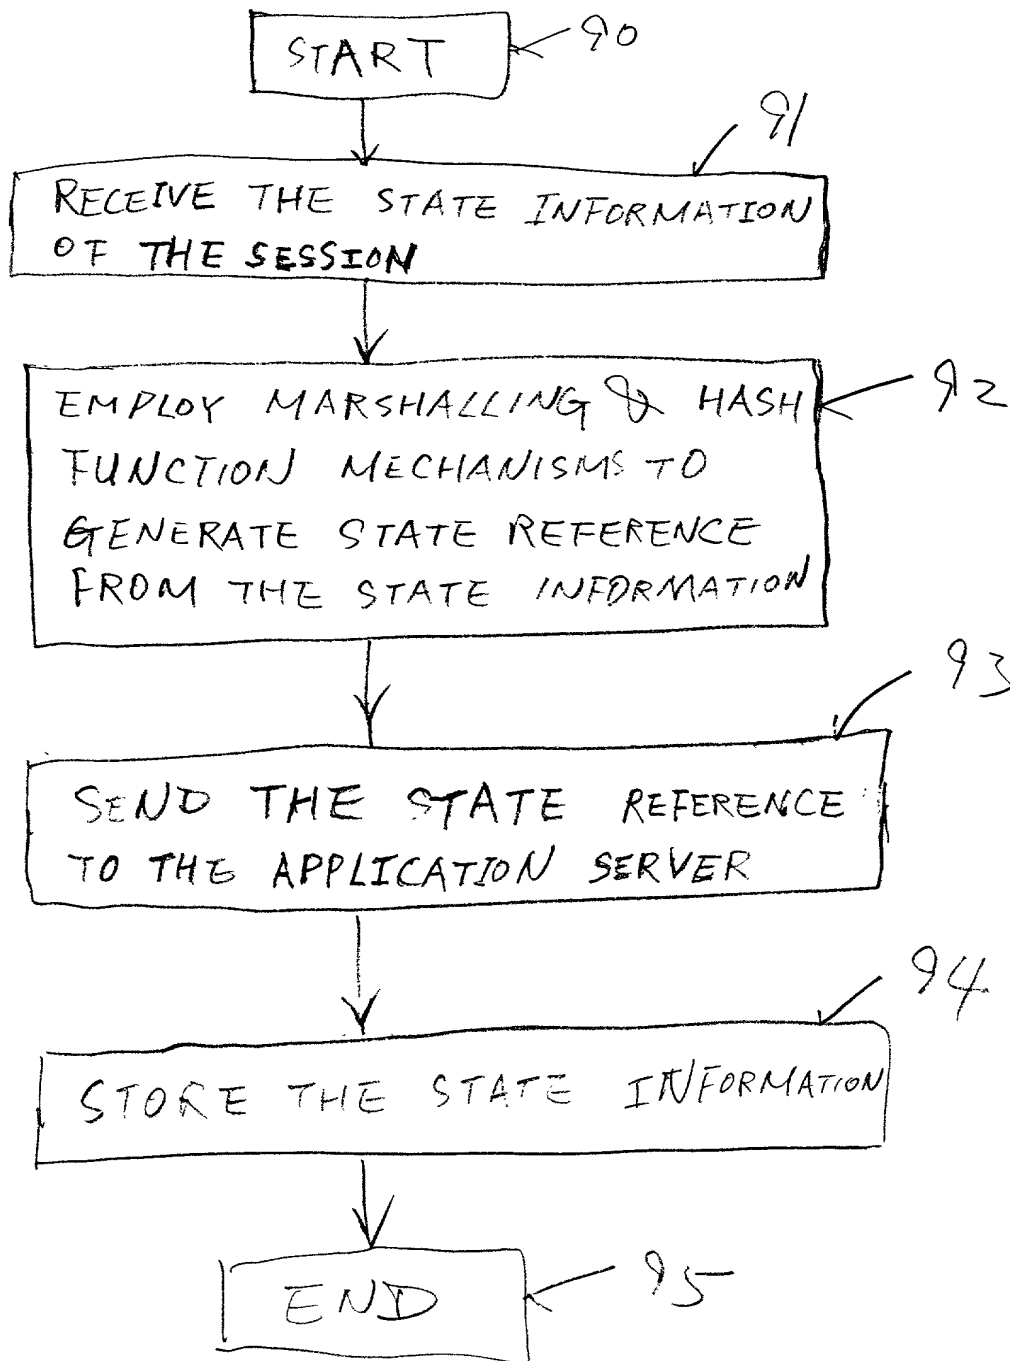 START
90
91
RECEIVE THE STATE INFORMATION
OF THE SESSION
92
EMPLOY MARSHALLING & HASH
FUNCTION MECHANISMS TO
GENERATE STATE REFERENCE
FROM THE STATE INFORMATION
93
SEND THE STATE REFERENCE
TO THE APPLICATION SERVER
94
STORE THE STATE INFORMATION
END
95